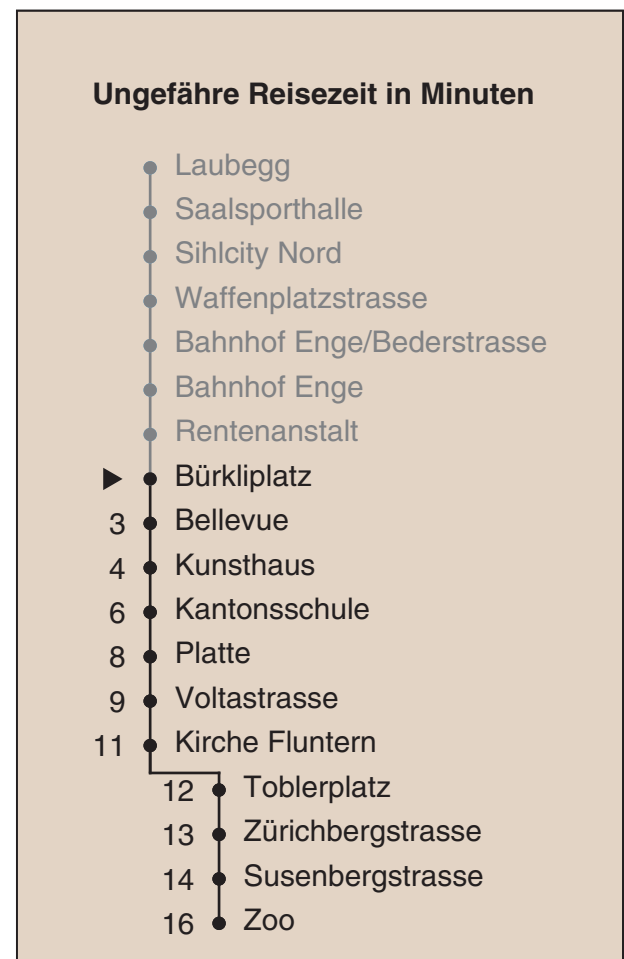 Ungefähre Reisezeit in Minuten
Laubegg
Saalsporthalle
Sihlcity Nord
Waffenplatzstrasse
Bahnhof Enge/Bederstrasse
Bahnhof Enge
Rentenanstalt
Bürkliplatz
3 Bellevue
4 Kunsthaus
6 Kantonsschule
8 Platte
9 Voltastrasse
11 Kirche Fluntern
12 Toblerplatz
13 Zürichbergstrasse
14 Susenbergstrasse
16 Zoo